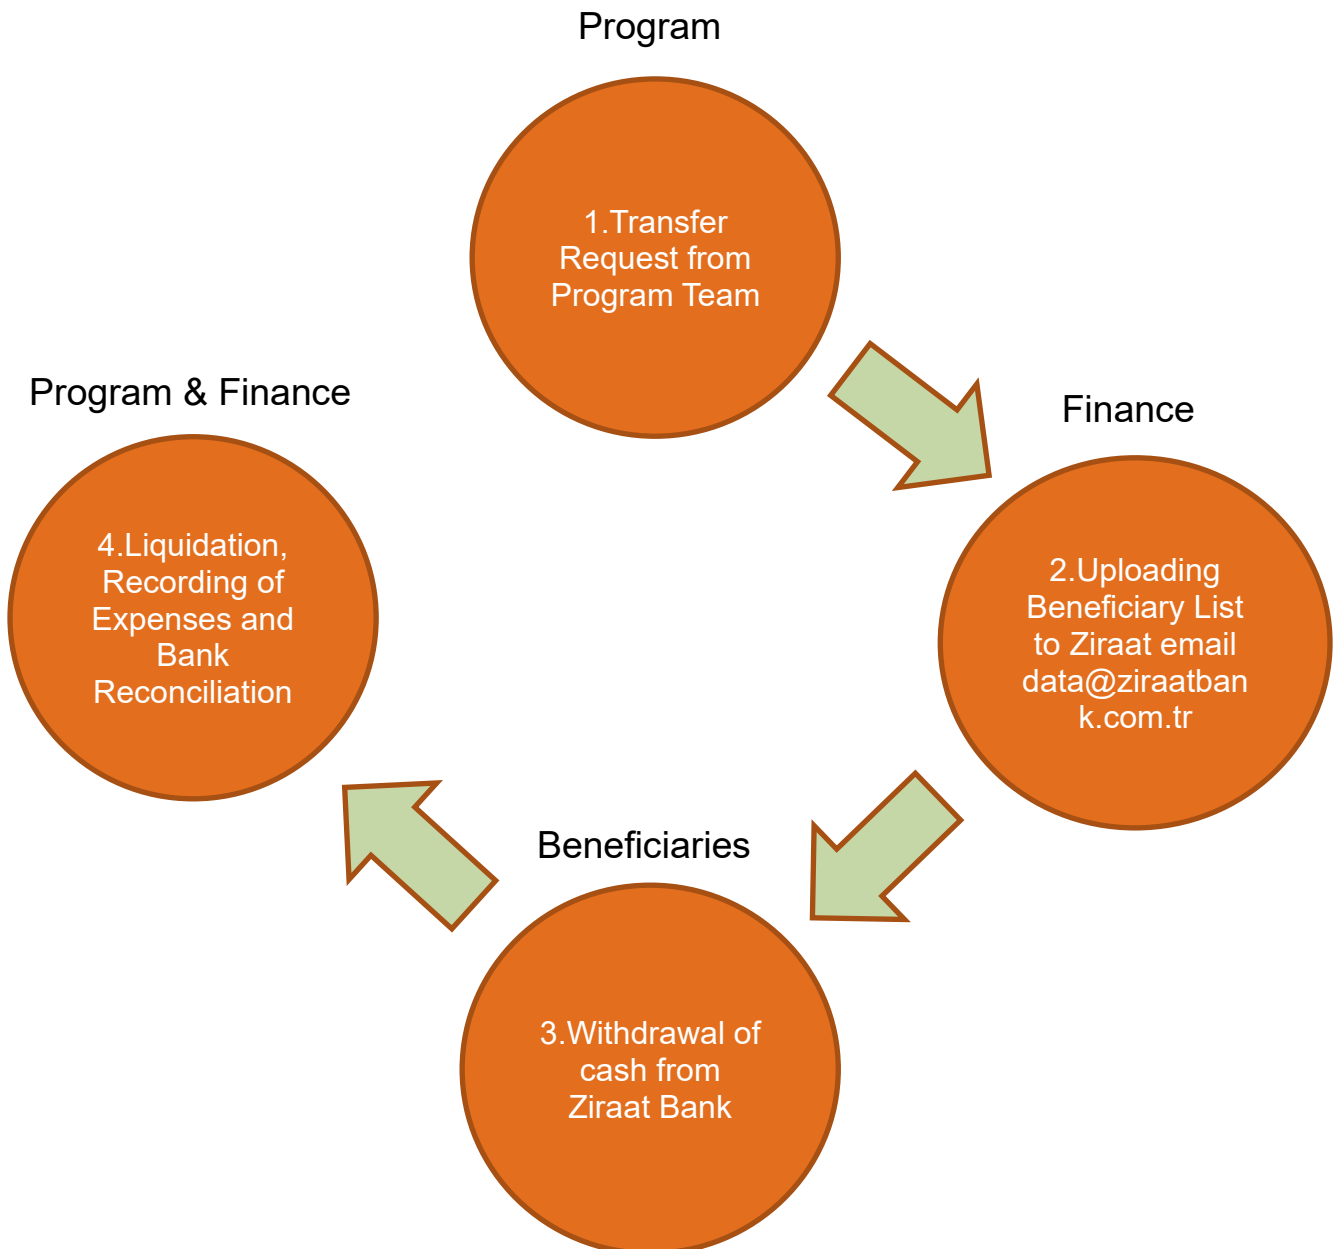 Program
1.Transfer
Request from
Program Team
Finance
2.Uploading
Beneficiary List
to Ziraat email
data@ziraatban
k.com.tr
Beneficiaries
3.Withdrawal of
cash from
Ziraat Bank
Program & Finance
4.Liquidation,
Recording of
Expenses and
Bank
Reconciliation